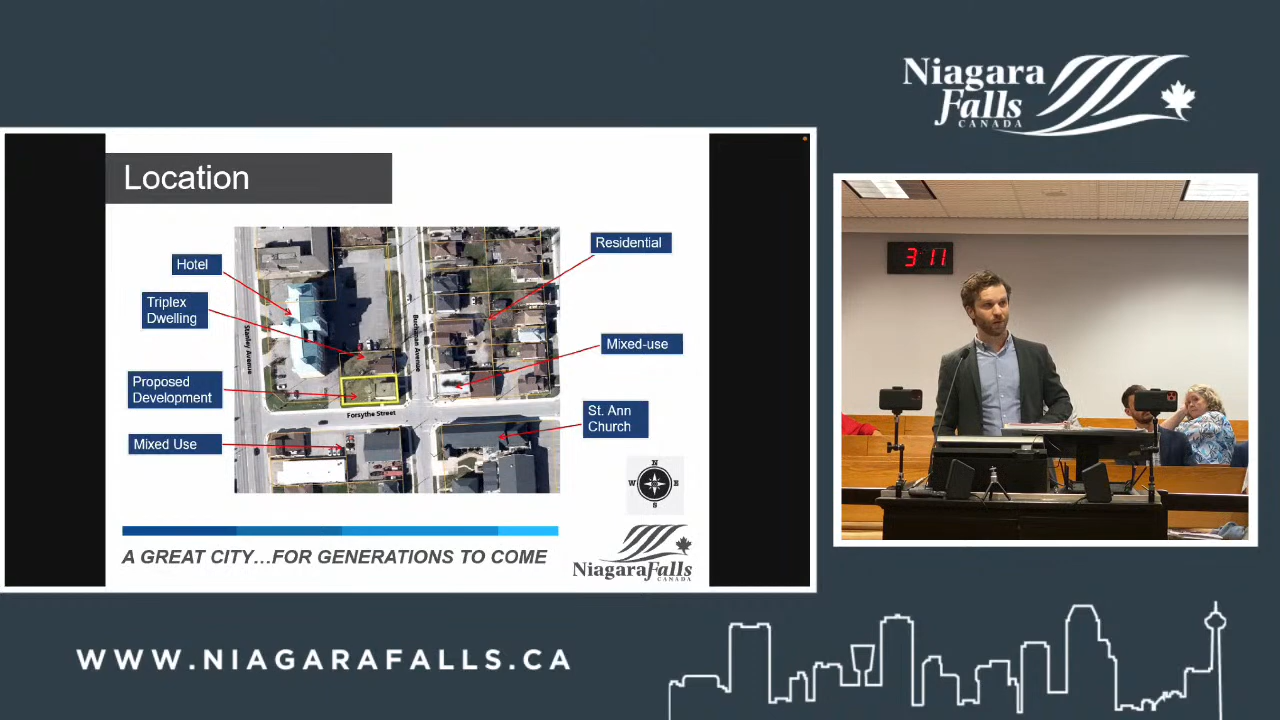 Niagara
Falls
CANADA
Location
Hotel
Triplex
Dwelling
Proposed
Development
Mixed Use
Residential
Mixed-use
St. Ann
Church
Stanley Avenue
Buchanan Avenue
Forsythe Street
N
W E
S
A GREAT CITY...FOR GENERATIONS TO COME
NiagaraFalls
CANADA
3 11
WWW.NIAGARAFALLS.CA